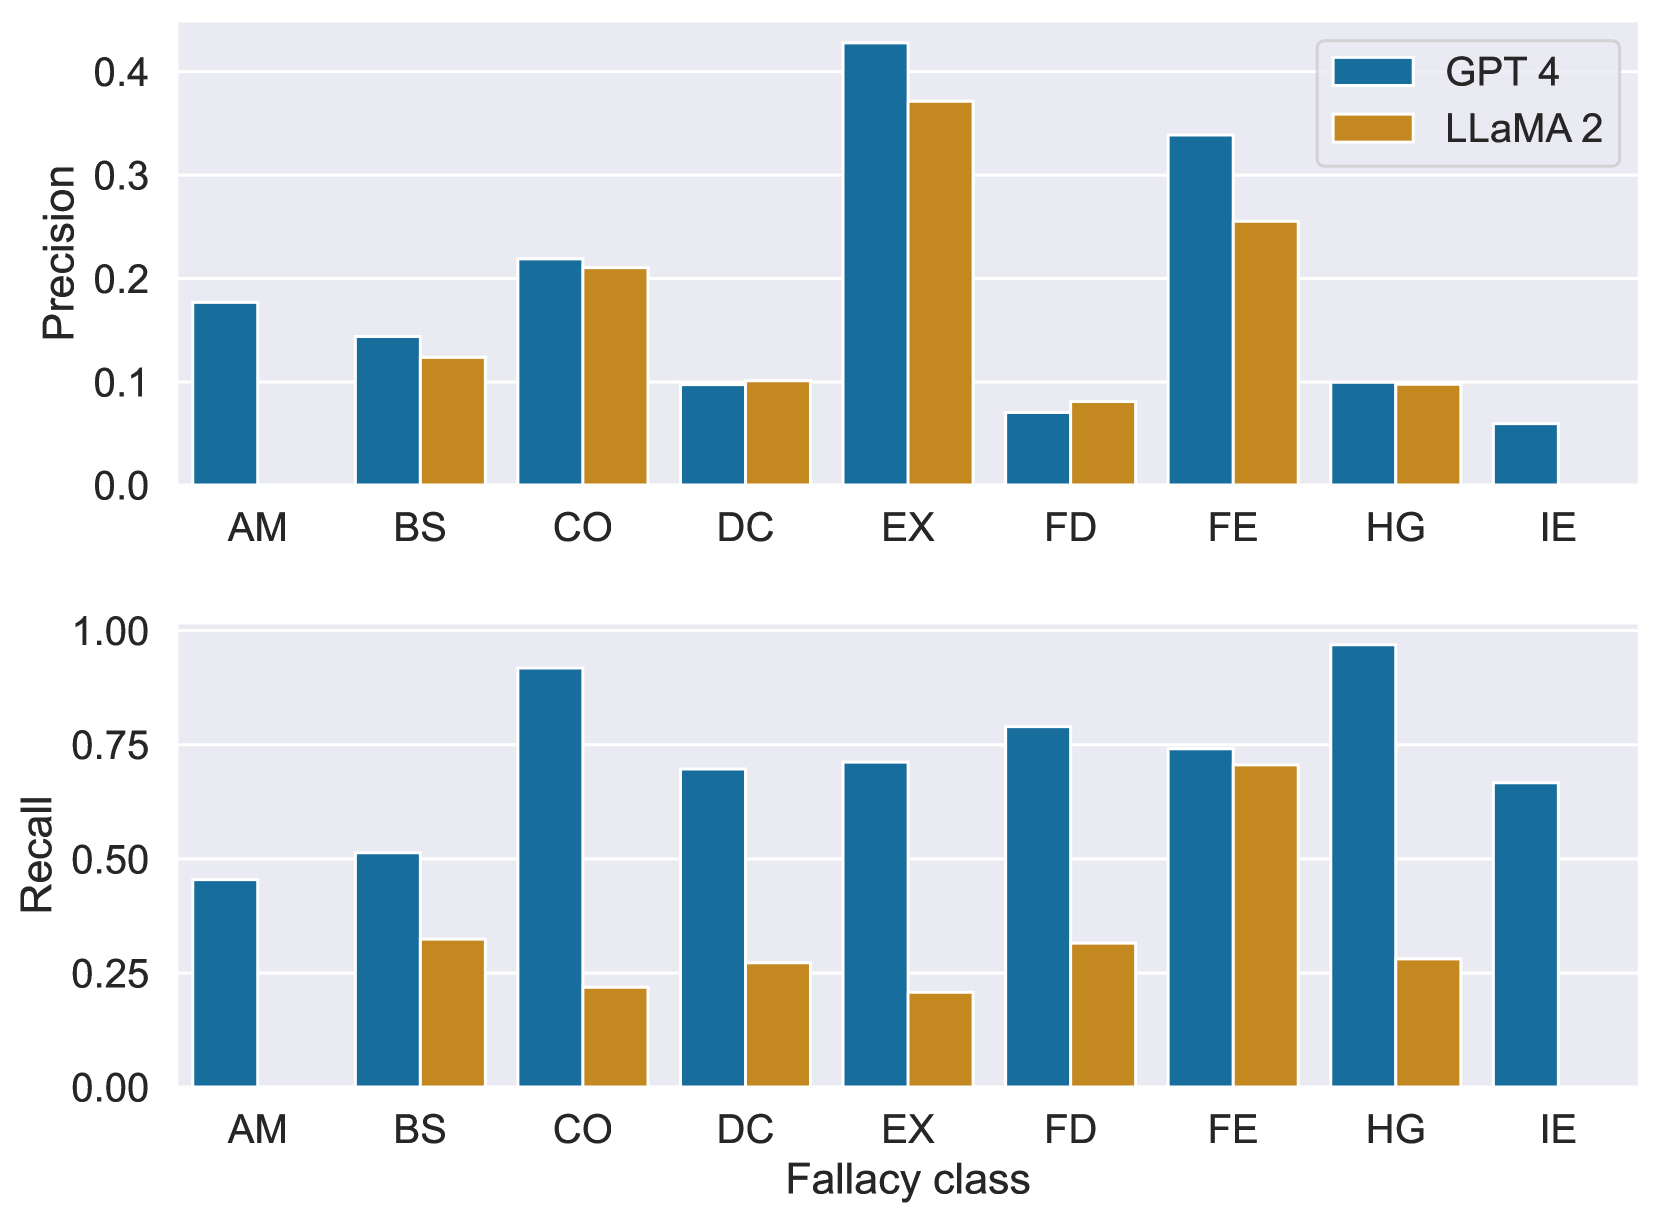 Precision
0.4
0.3
0.2
0.1
0.0
GPT 4
LLaMA 2
AM BS CO DC EX FD FE HG IE
Recall
1.00
0.75
0.50
0.25
0.00
AM BS CO DC EX FD FE HG IE
Fallacy class